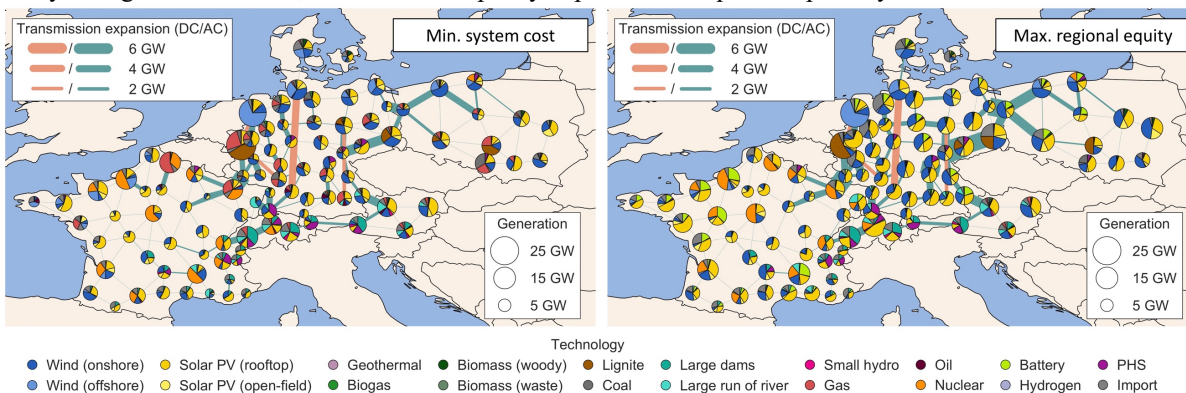 Transmission expansion (DC/AC)
/ 6 GW
/ 4 GW
/ 2 GW
Min. system cost
Generation
25 GW
15 GW
5 GW
Transmission expansion (DC/AC)
/ 6 GW
/ 4 GW
/ 2 GW
Max. regional equity
Generation
25 GW
15 GW
5 GW
Technology
Wind (onshore) Solar PV (rooftop) Geothermal Biomass (woody) Lignite Large dams Small hydro Oil Battery PHS
Wind (offshore) Solar PV (open-field) Biogas Biomass (waste) Coal Large run of river Gas Nuclear Hydrogen Import